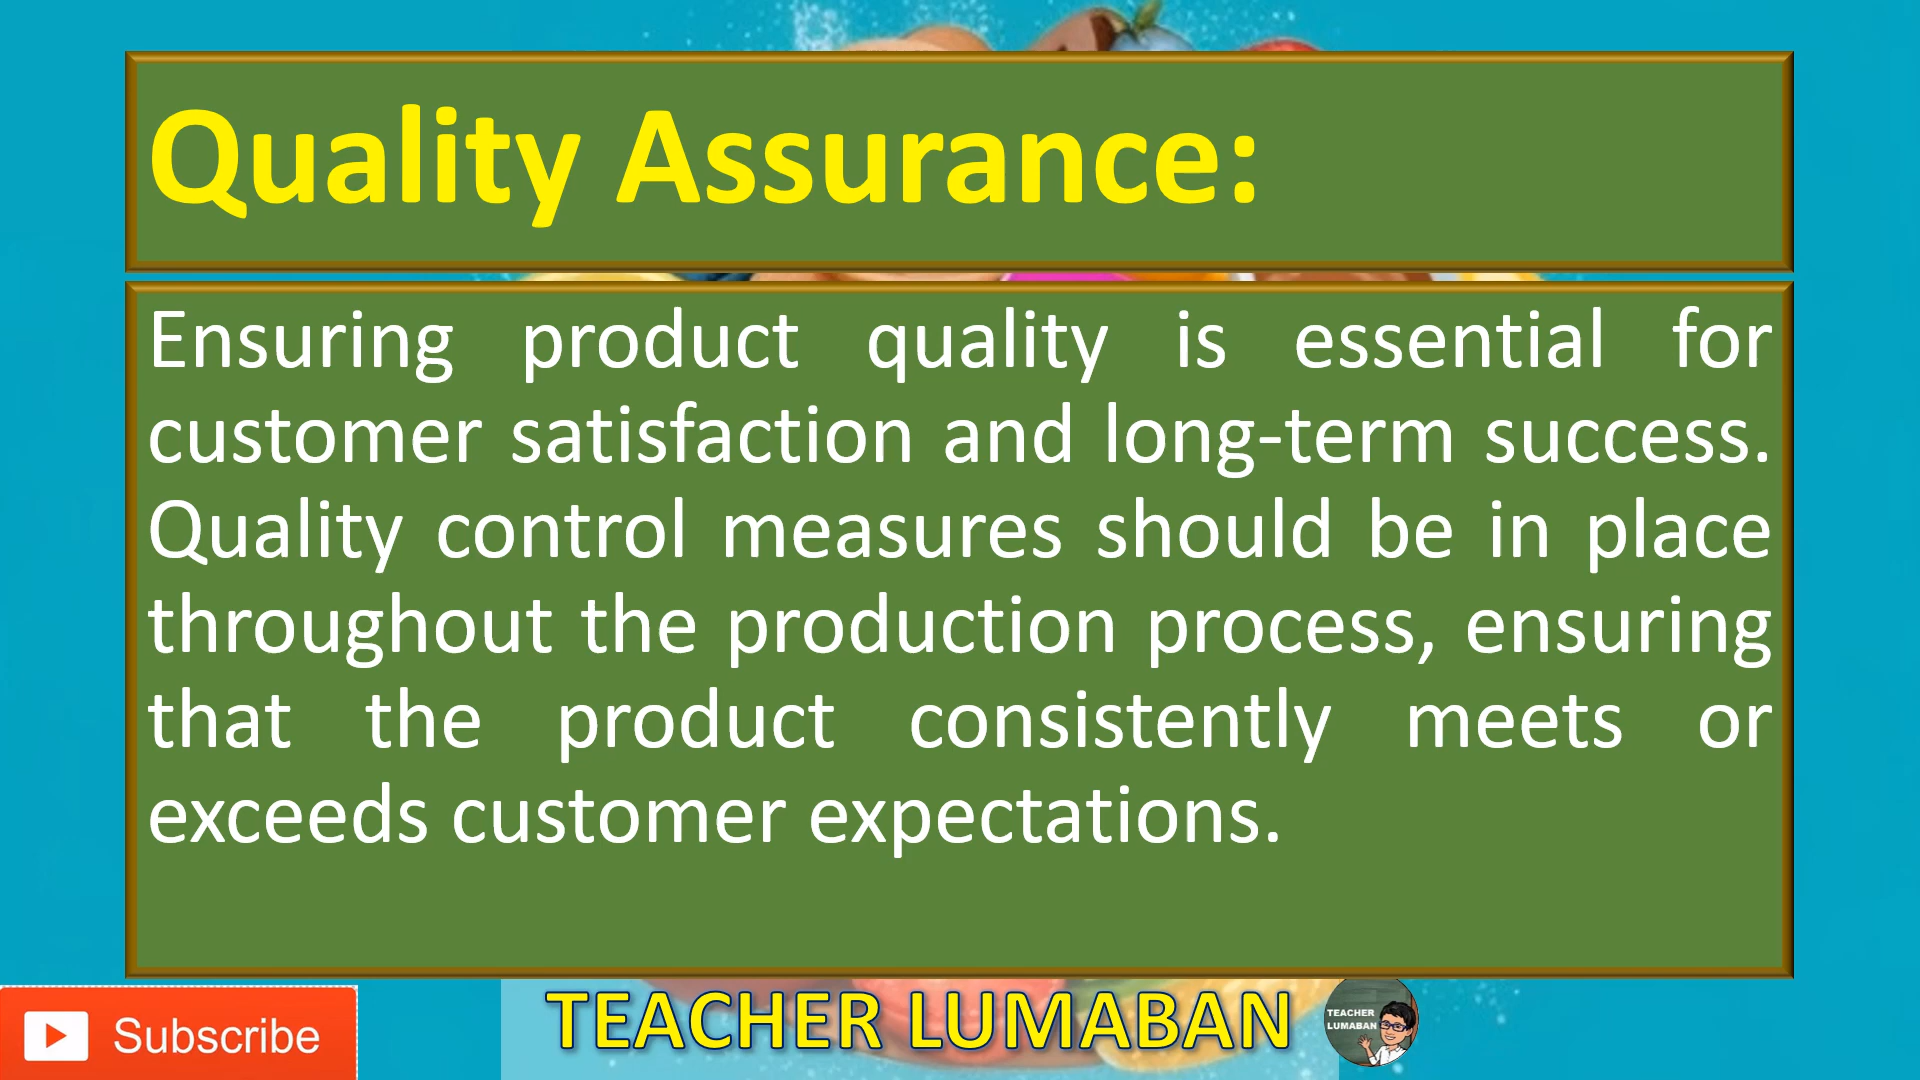 Quality Assurance:
Ensuring product quality is essential for
customer satisfaction and long-term success.
Quality control measures should be in place
throughout the production process, ensuring
that the product consistently meets or
exceeds customer expectations.
Subscribe
TEACHER LUMABAN
TEACHER
LUMABAN